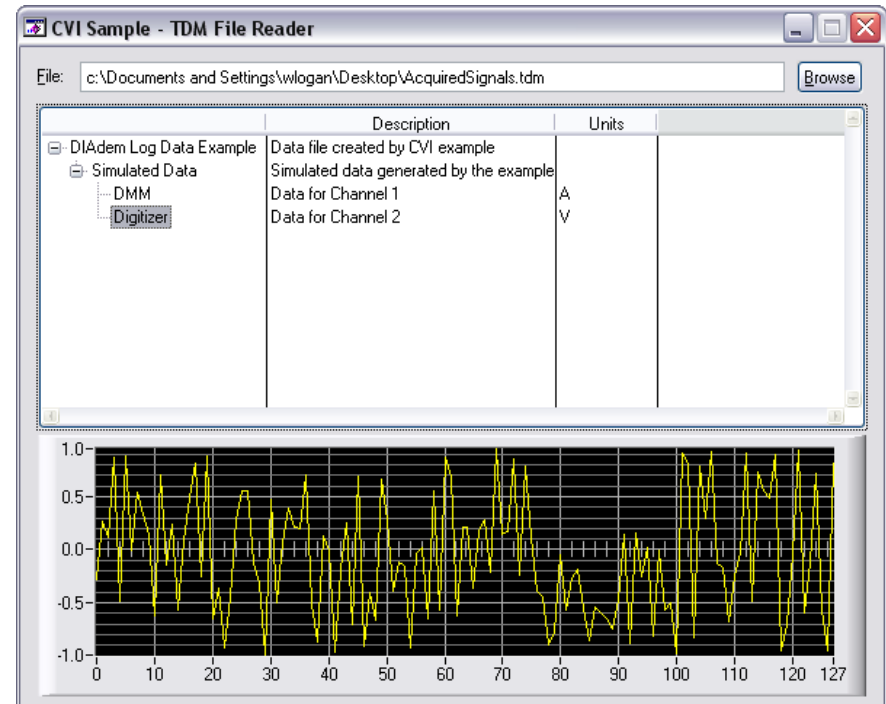 CVI Sample - TDM File Reader
File: c:\Documents and Settings\wlogan\Desktop\AcquiredSignals.tdm Browse
Description Units
DIAdem Log Data Example Data file created by CVI example
Simulated Data Simulated data generated by the example
DMM Data for Channel 1 A
Digitizer Data for Channel 2 V
1.0
0.5
0.0
-0.5
-1.0
0 10 20 30 40 50 60 70 80 90 100 110 120 127